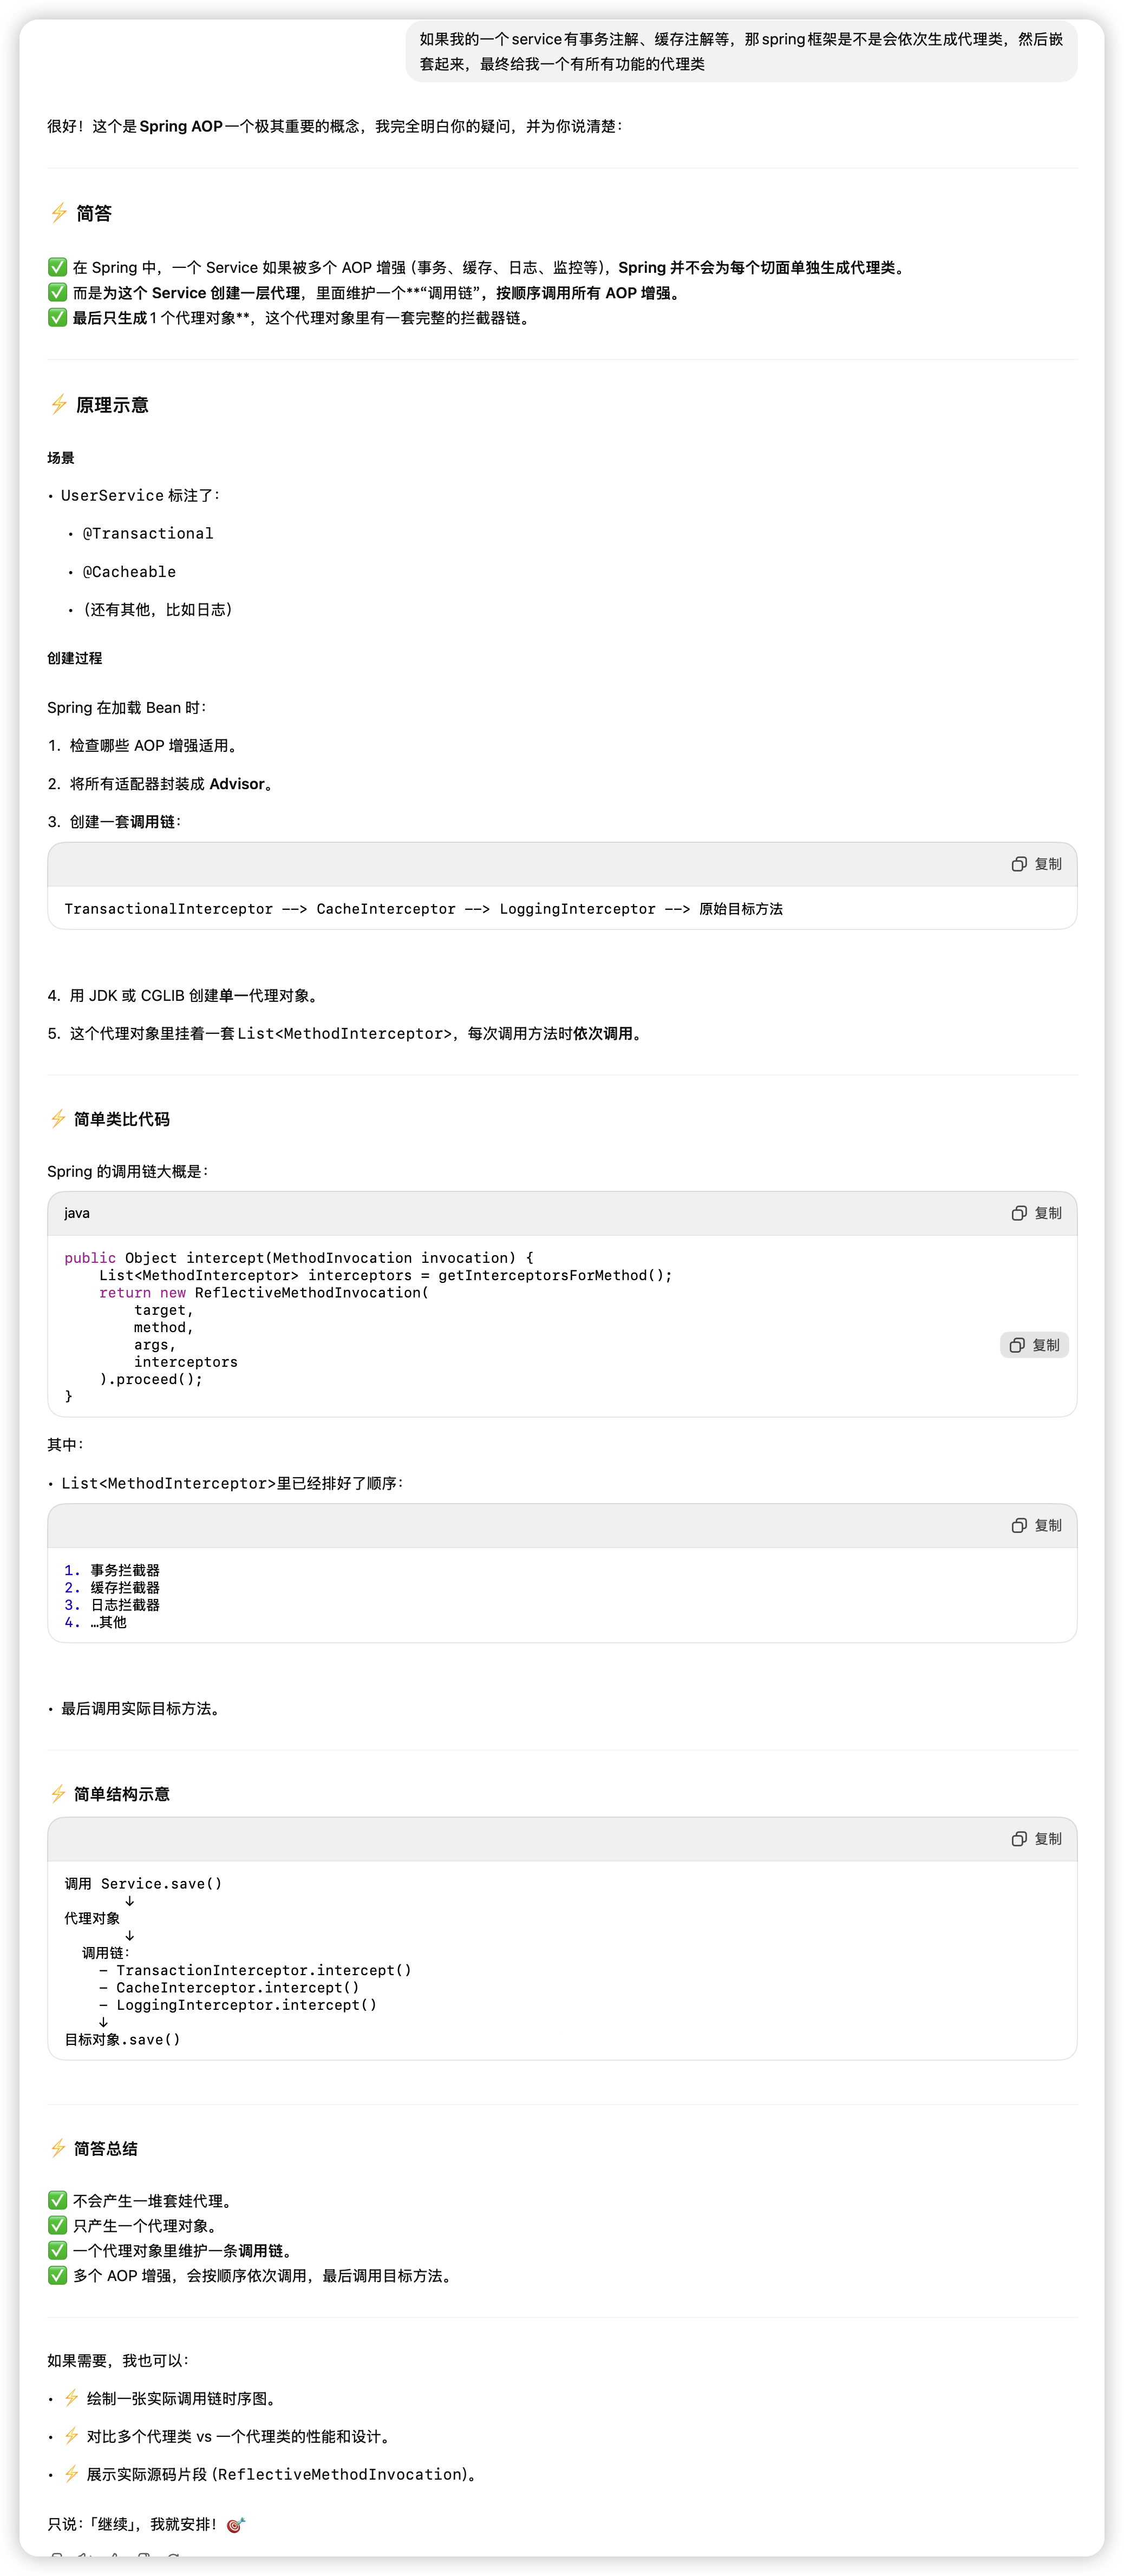 如果我的一个service有事务注解、缓存注解等，那spring框架是不是会依次生成代理类，然后嵌
套起来，最终给我一个有所有功能的代理类
很好！这个是Spring AOP一个极其重要的概念，我完全明白你的疑问，并为你说清楚：
⚡ 简答
✅ 在 Spring 中，一个 Service 如果被多个 AOP 增强（事务、缓存、日志、监控等），Spring 并不会为每个切面单独生成代理类。
✅ 而是为这个 Service 创建一层代理，里面维护一个**“调用链”，按顺序调用所有 AOP 增强。
✅ 最后只生成1 个代理对象**，这个代理对象里有一套完整的拦截器链。
⚡ 原理示意
场景
• UserService 标注了：
• @Transactional
• @Cacheable
• （还有其他，比如日志）
创建过程
Spring 在加载 Bean 时：
1. 检查哪些 AOP 增强适用。
2. 将所有适配器封装成 Advisor。
3. 创建一套调用链：
复制
TransactionalInterceptor --> CacheInterceptor --> LoggingInterceptor --> 原始目标方法
4. 用 JDK 或 CGLIB 创建单一代理对象。
5. 这个代理对象里挂着一套List<MethodInterceptor>，每次调用方法时依次调用。
⚡ 简单类比代码
Spring 的调用链大概是：
java 复制
public Object intercept(MethodInvocation invocation) {
List<MethodInterceptor> interceptors = getInterceptorsForMethod();
return new ReflectiveMethodInvocation(
target,
method,
args,
复制
interceptors
).proceed();
}
其中：
• List<MethodInterceptor>里已经排好了顺序：
复制
1. 事务拦截器
2. 缓存拦截器
3. 日志拦截器
4. …其他
• 最后调用实际目标方法。
⚡ 简单结构示意
复制
调用 Service.save()
↓
代理对象
↓
调用链：
- TransactionInterceptor.intercept()
- CacheInterceptor.intercept()
- LoggingInterceptor.intercept()
↓
目标对象.save()
⚡ 简答总结
✅ 不会产生一堆套娃代理。
✅ 只产生一个代理对象。
✅ 一个代理对象里维护一条调用链。
✅ 多个 AOP 增强，会按顺序依次调用，最后调用目标方法。
如果需要，我也可以：
• ⚡ 绘制一张实际调用链时序图。
• ⚡ 对比多个代理类 vs 一个代理类的性能和设计。
• ⚡ 展示实际源码片段 (ReflectiveMethodInvocation)。
只说：「继续」，我就安排！🎯